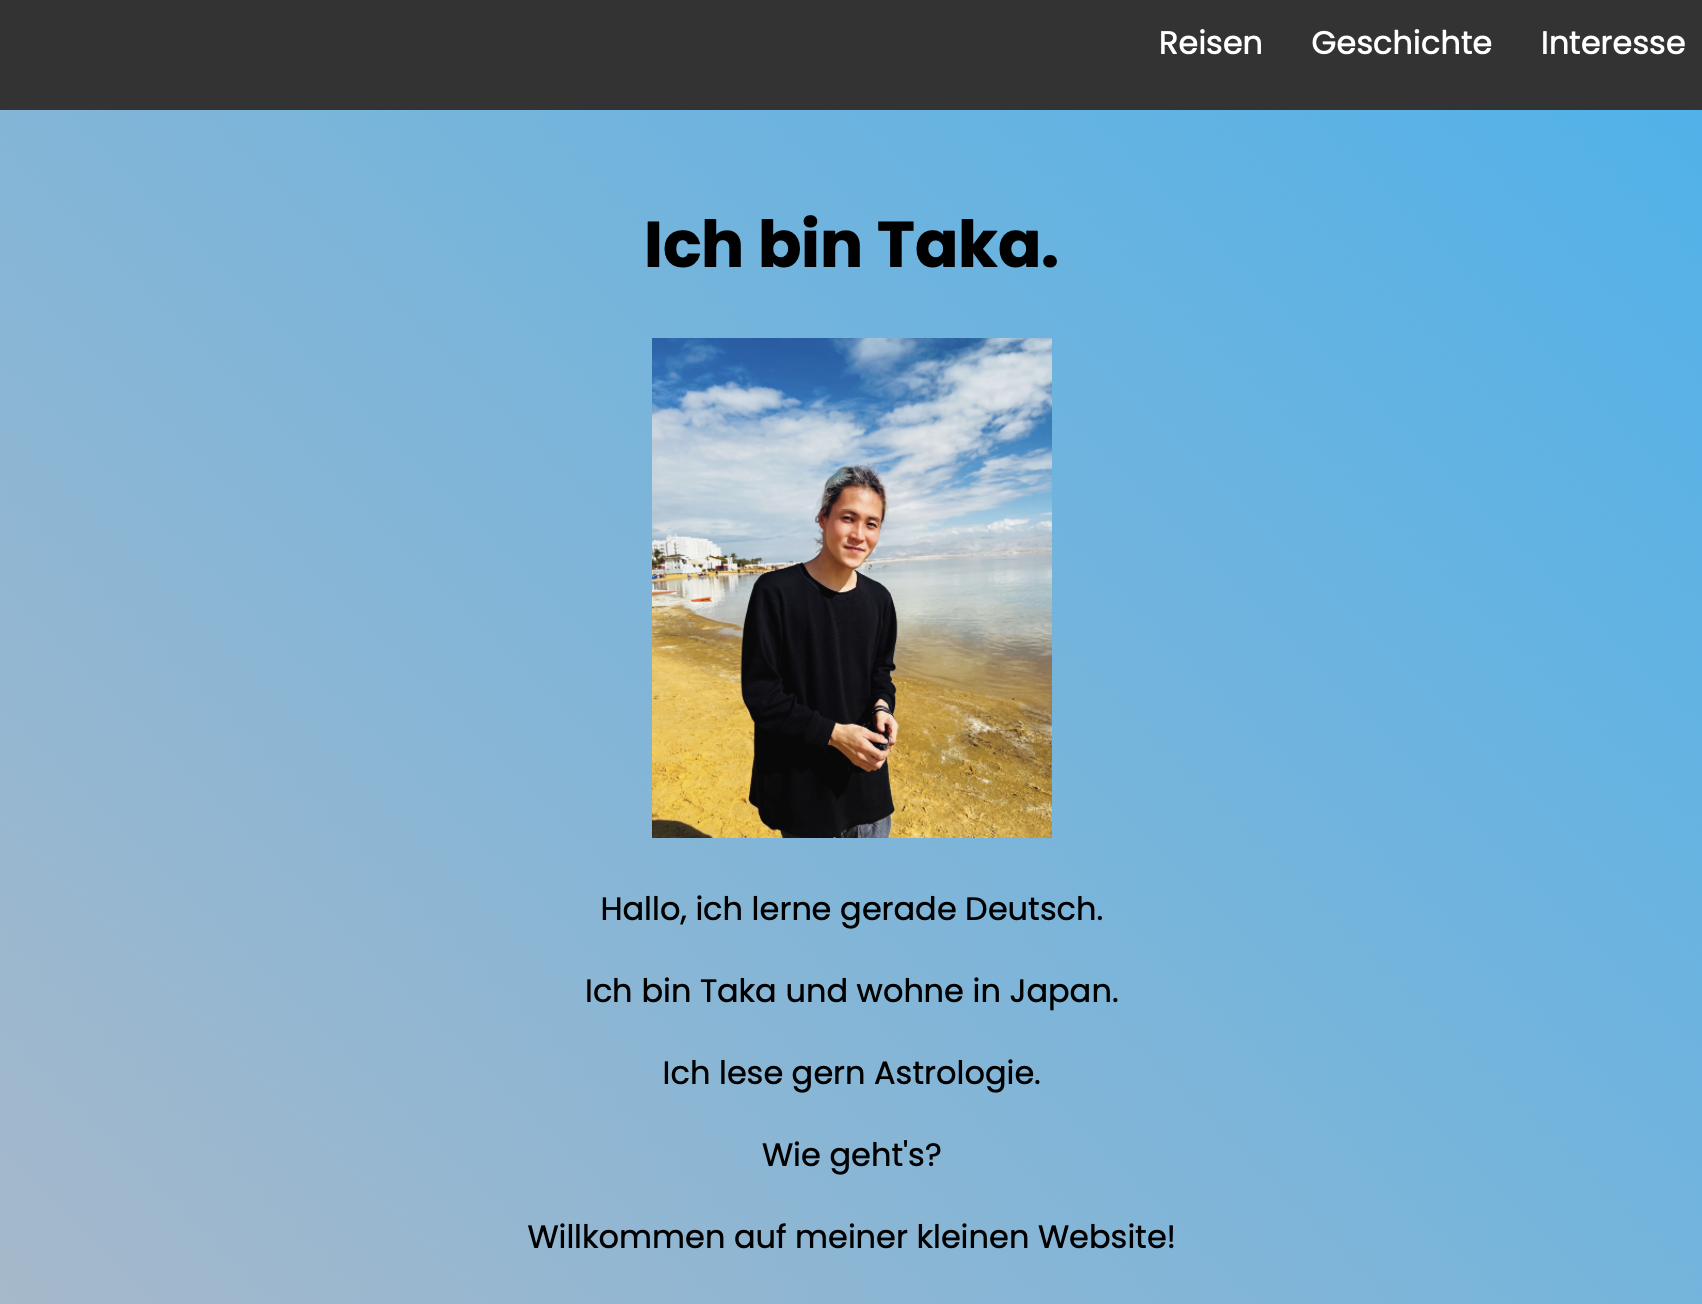 Reisen Geschichte Interesse
Ich bin Taka.
Hallo, ich lerne gerade Deutsch.
Ich bin Taka und wohne in Japan.
Ich lese gern Astrologie.
Wie geht's?
Willkommen auf meiner kleinen Website!